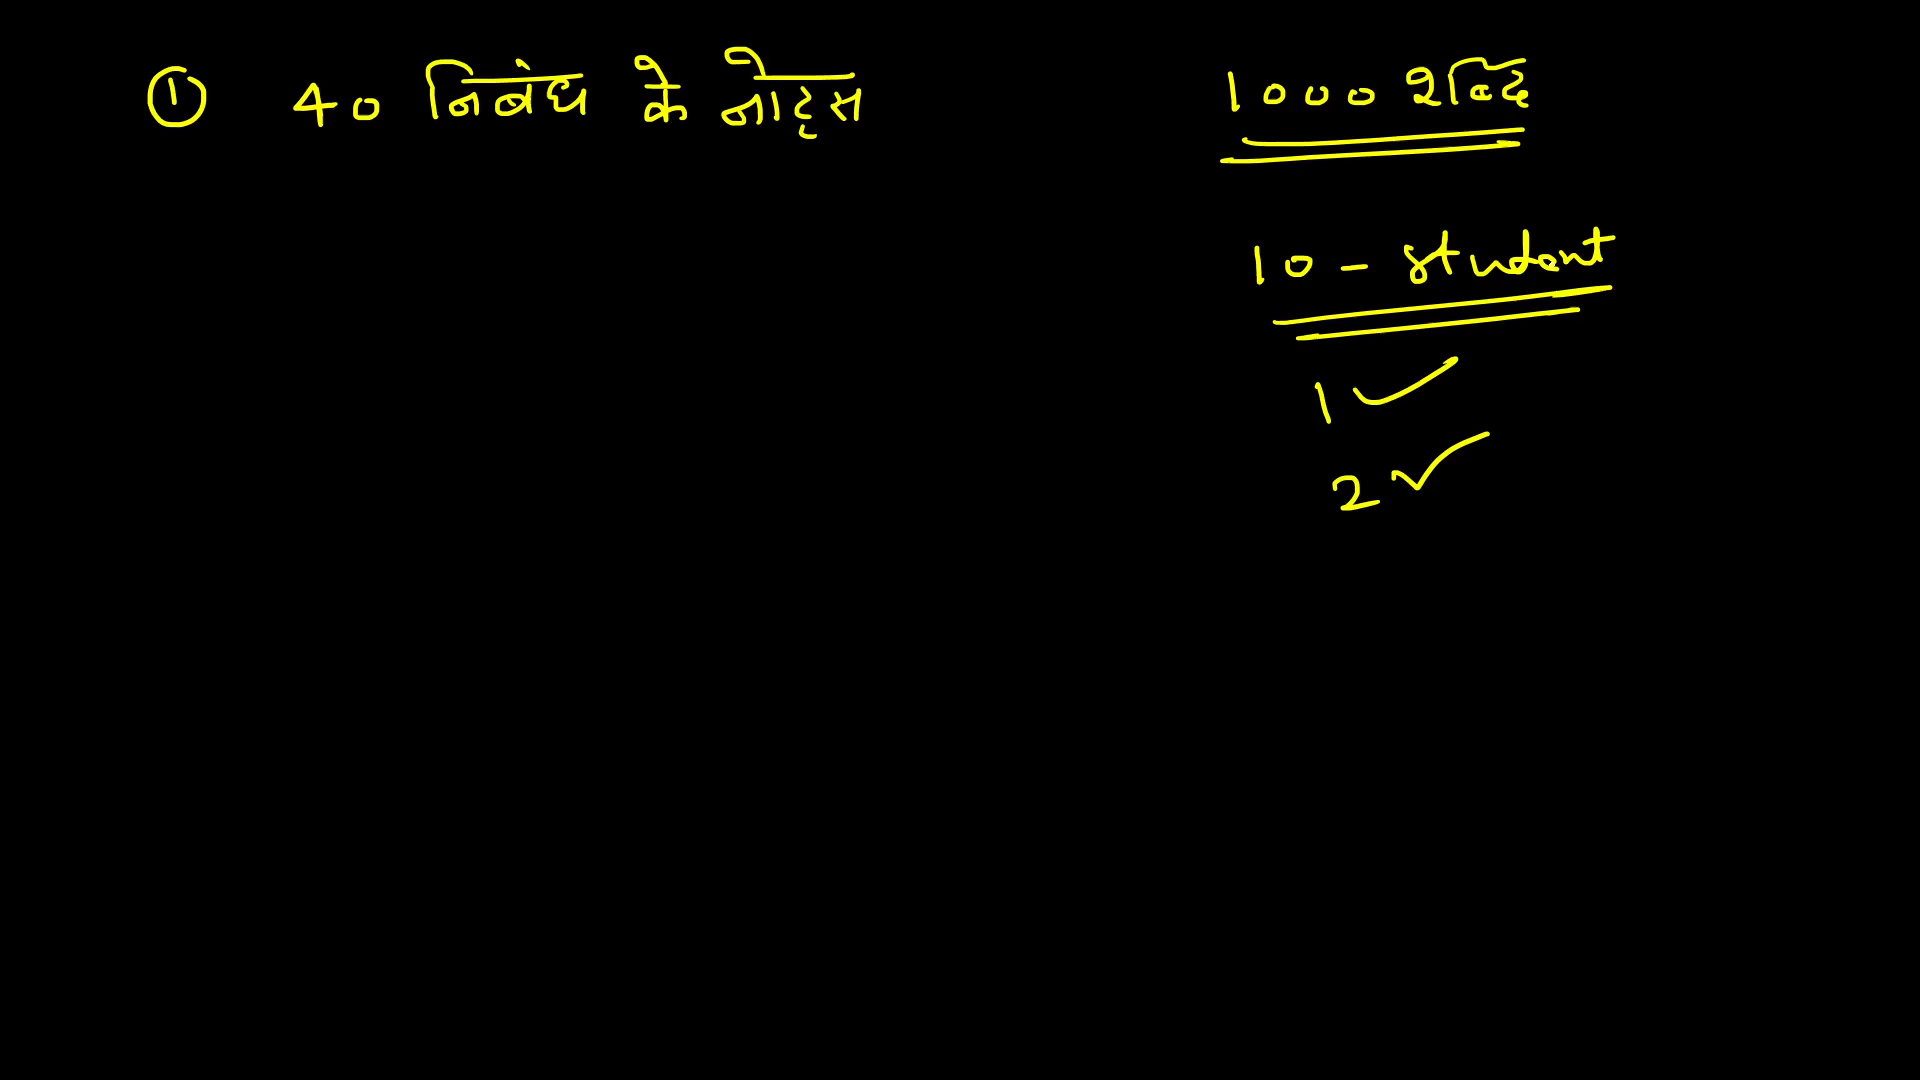 ① 40 निबंध के नोट्स
1000 शब्दि
10 - student
1 ✓
2 ✓